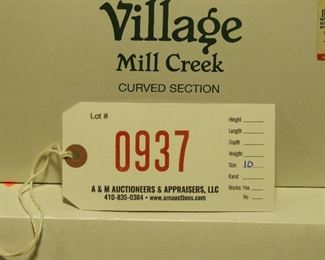 Village
Mill Creek
CURVED SECTION
Lot #
0937
Height
Length
Depth
Weight
Size 10
Karat
Works: Yes
No
A & M AUCTIONEERS & APPRAISERS, LLC
410-835-0384 • www.amauctions.com